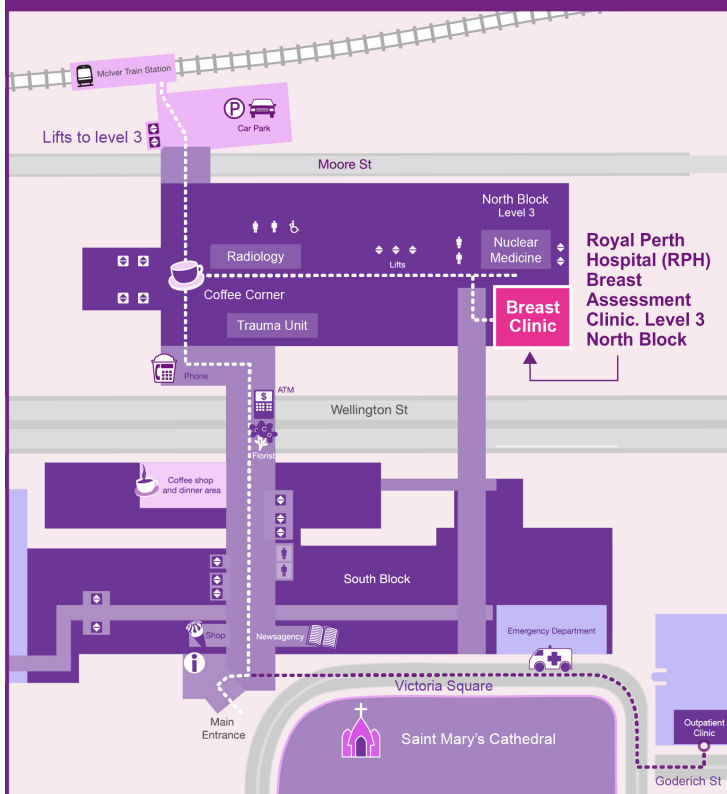 McIver Train Station
P
Car Park
Lifts to level 3
Moore St
North Block
Level 3
Radiology
Lifts
Nuclear
Medicine
Royal Perth
Hospital (RPH)
Breast
Assessment
Clinic. Level 3
North Block
Coffee Corner
Breast
Clinic
Trauma Unit
Phone
ATM
$
Wellington St
Florist
Coffee shop
and dinner area
South Block
Shop
Newsagency
Emergency Department
i
Victoria Square
Main
Entrance
Saint Mary's Cathedral
Outpatient
Clinic
Goderich St